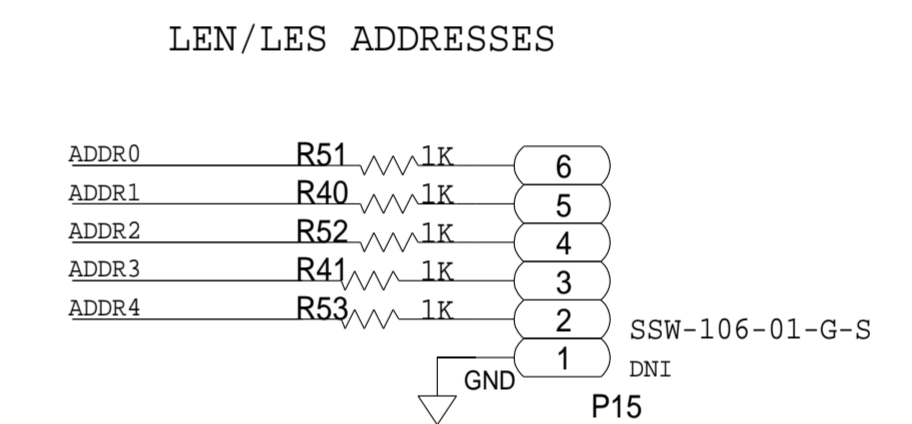 LEN/LES ADDRESSES
ADDR0 R51 1K 6
ADDR1 R40 1K 5
ADDR2 R52 1K 4
ADDR3 R41 1K 3
ADDR4 R53 1K 2
SSW-106-01-G-S
GND 1 DNI
P15